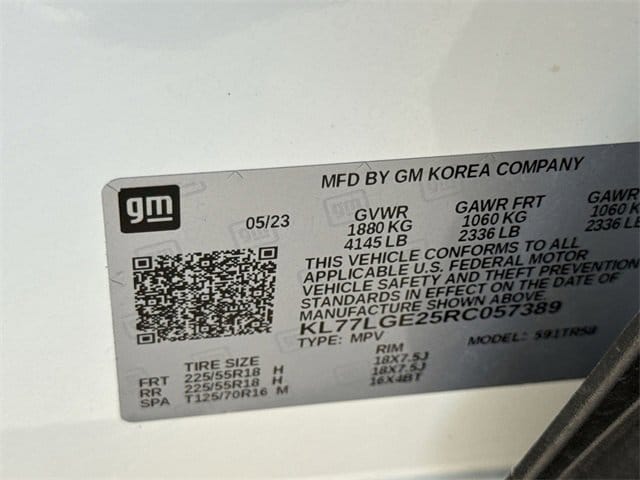 gm
MFD BY GM KOREA COMPANY
05/23
GVWR GAWR FRT GAWR
1880 KG 1060 KG 1060 K
4145 LB 2336 LB 2336 LB
THIS VEHICLE CONFORMS TO ALL
APPLICABLE U.S. FEDERAL MOTOR
VEHICLE SAFETY AND THEFT PREVENTION
STANDARDS IN EFFECT ON THE DATE OF
MANUFACTURE SHOWN ABOVE.
KL77LGE25RC057389
TYPE: MPV MODEL: 591TR58
TIRE SIZE RIM
FRT 225/55R18 H 18X7.5J
RR 225/55R18 H 18X7.5J
SPA T125/70R16 M 16X4BT